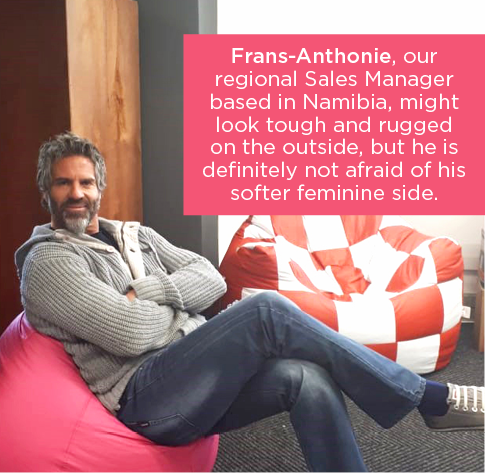 Frans-Anthonie, our
regional Sales Manager
based in Namibia, might
look tough and rugged
on the outside, but he is
definitely not afraid of his
softer feminine side.